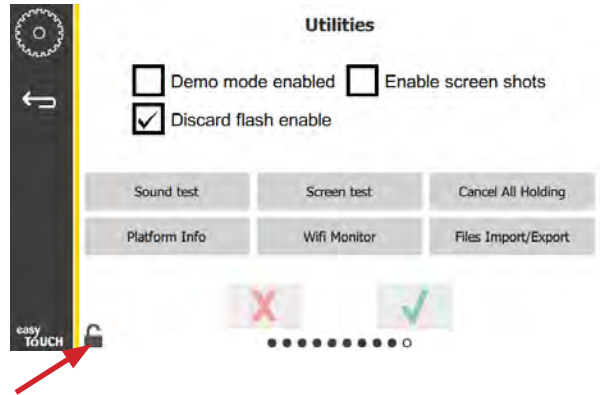 Utilities
Demo mode enabled Enable screen shots
Discard flash enable
Sound test Screen test Cancel All Holding
Platform Info Wifi Monitor Files Import/Export
X
easy
TOUCH